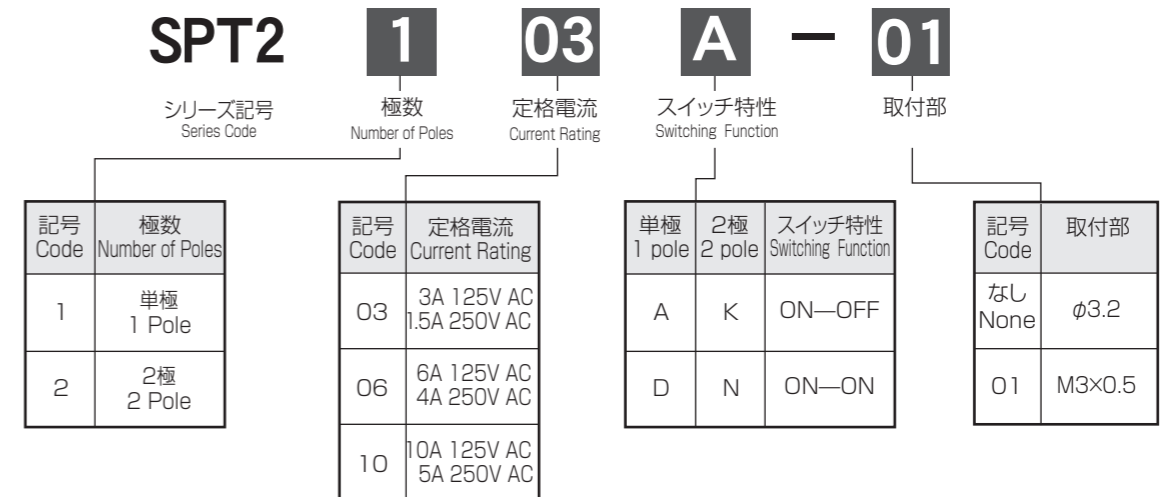 SPT2 1 03 A - 01
シリーズ記号 極数 定格電流 スイッチ特性 取付部
Series Code Number of Poles Current Rating Switching Function
記号 極数
Code Number of Poles
1 単極
1 Pole
2 2極
2 Pole
記号 定格電流
Code Current Rating
03 3A 125V AC
1.5A 250V AC
06 6A 125V AC
4A 250V AC
10 10A 125V AC
5A 250V AC
単極 2極 スイッチ特性
1 pole 2 pole Switching Function
A K ON—OFF
D N ON—ON
記号 取付部
Code
なし
None φ3.2
01 M3×0.5